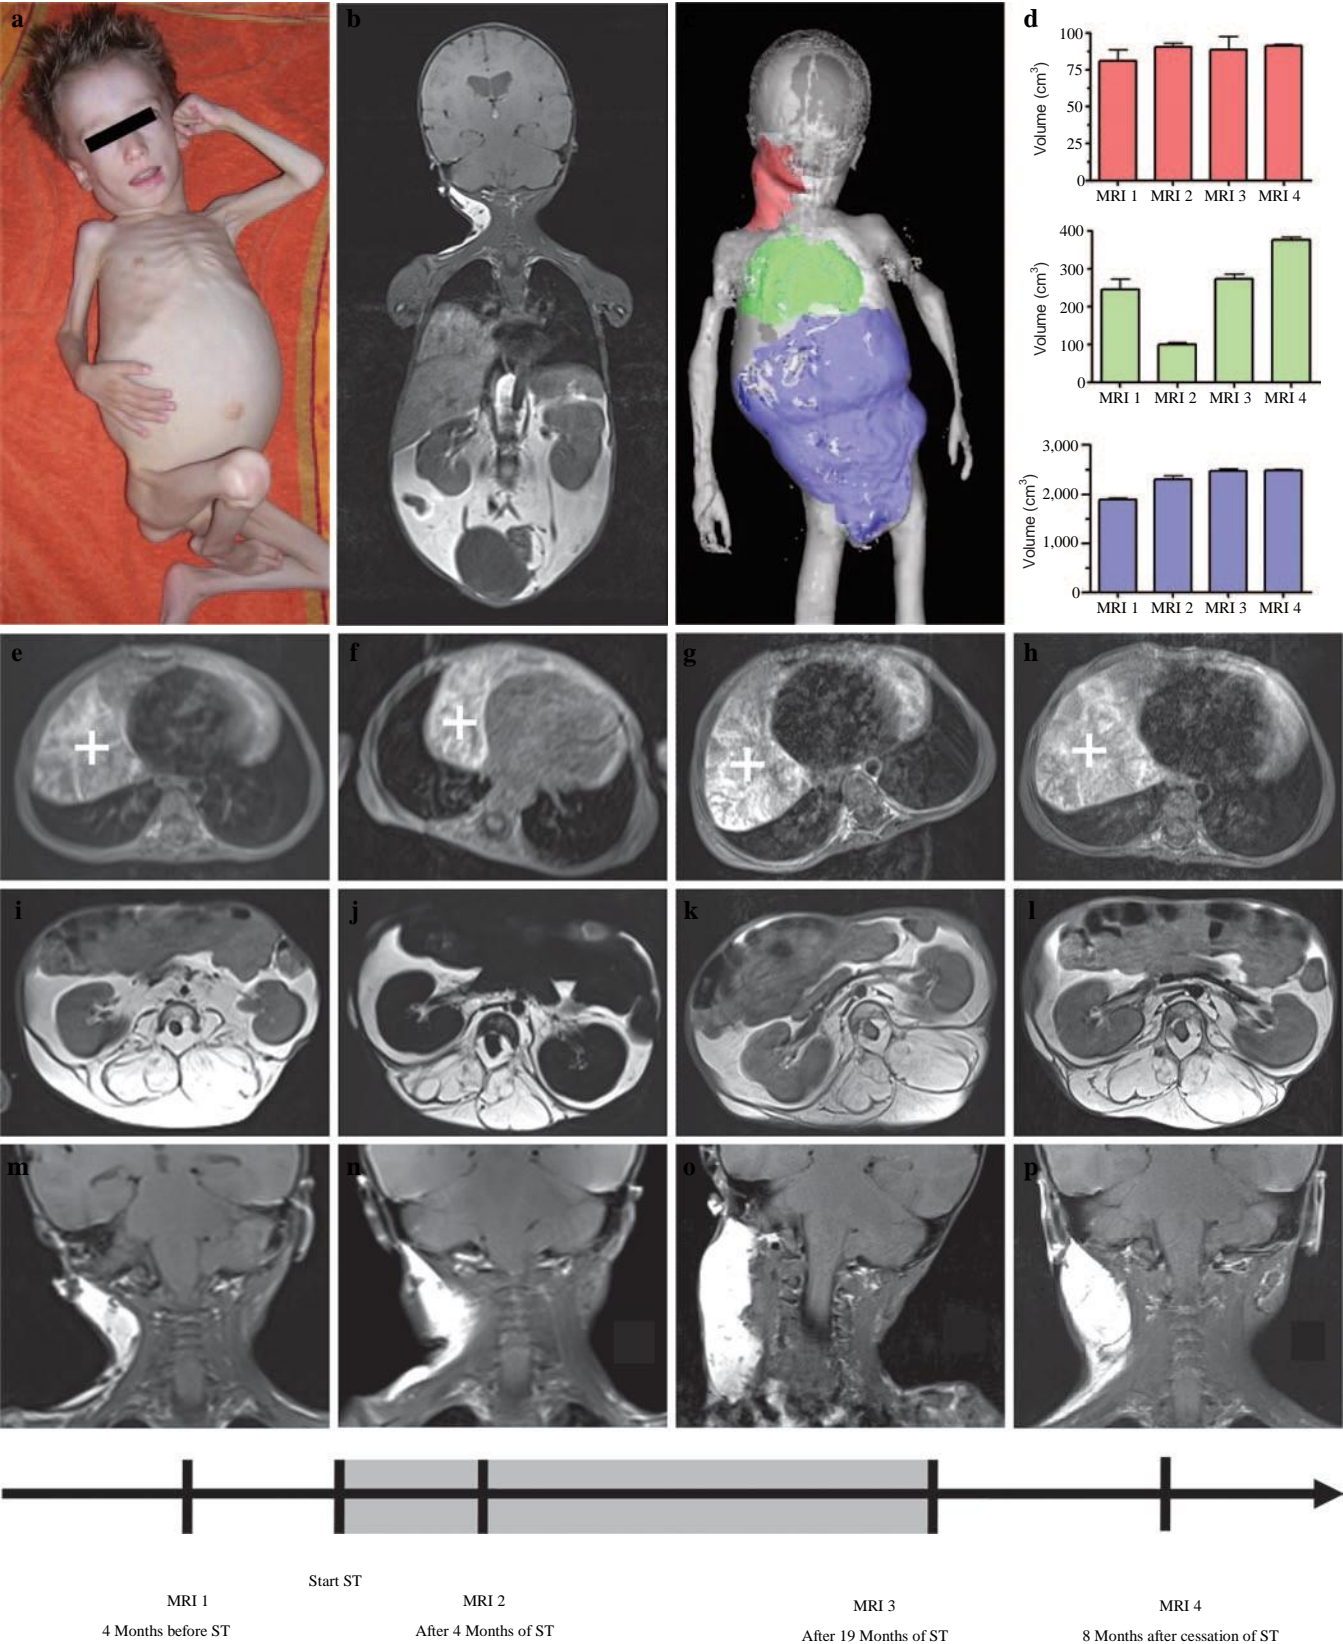 a
b
c
d
Volume (cm³)
100
75
50
25
0
MRI 1 MRI 2 MRI 3 MRI 4
Volume (cm³)
400
300
200
100
0
MRI 1 MRI 2 MRI 3 MRI 4
Volume (cm³)
3,000
2,000
1,000
0
MRI 1 MRI 2 MRI 3 MRI 4
e
f
g
h
i
j
k
l
m
n
o
p
Start ST
MRI 1
4 Months before ST
MRI 2
After 4 Months of ST
MRI 3
After 19 Months of ST
MRI 4
8 Months after cessation of ST